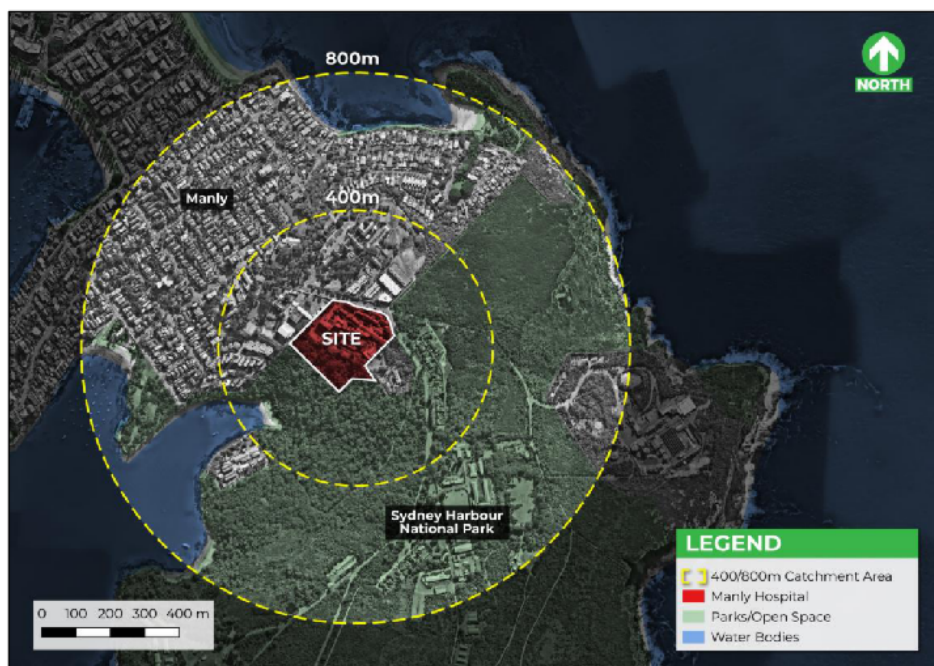 800m
NORTH
Manly
400m
SITE
Sydney Harbour
National Park
LEGEND
400/800m Catchment Area
Manly Hospital
Parks/Open Space
Water Bodies
0 100 200 300 400 m